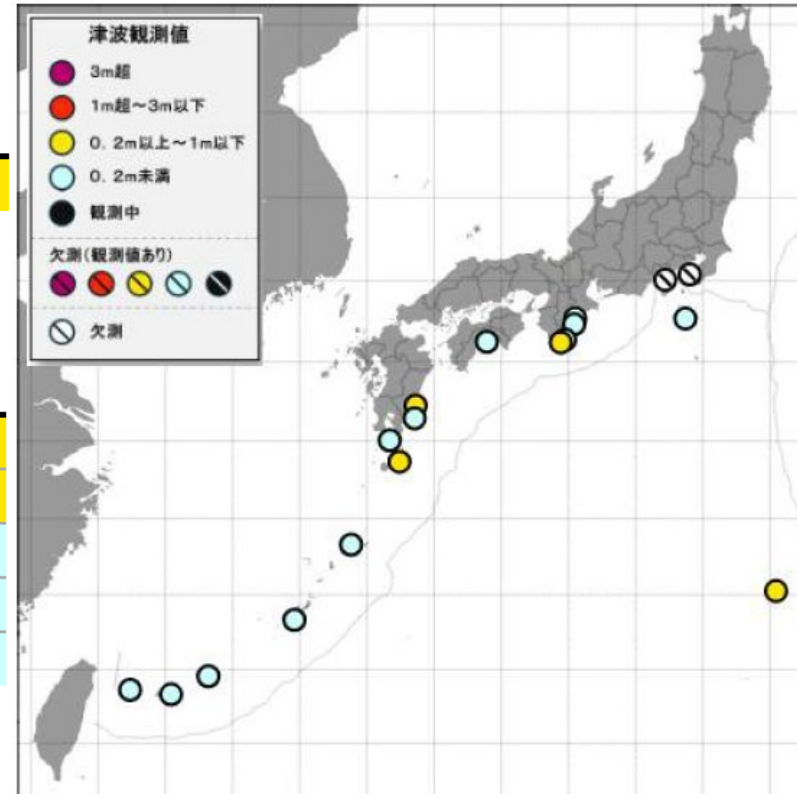 津波観測値
3m超
1m超～3m以下
0. 2m以上～1m以下
0. 2m未満
観測中
欠測(観測値あり)
欠測